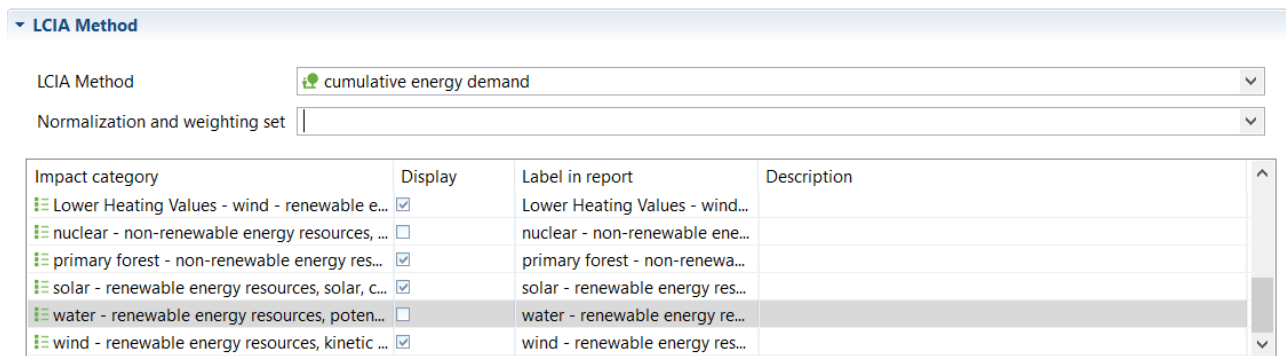 LCIA Method
LCIA Method cumulative energy demand
Normalization and weighting set
Impact category Display Label in report Description
Lower Heating Values - wind - renewable e... Lower Heating Values - wind...
nuclear - non-renewable energy resources, ... nuclear - non-renewable ene...
primary forest - non-renewable energy res... primary forest - non-renewa...
solar - renewable energy resources, solar, c... solar - renewable energy res...
water - renewable energy resources, poten... water - renewable energy re...
wind - renewable energy resources, kinetic ... wind - renewable energy res...